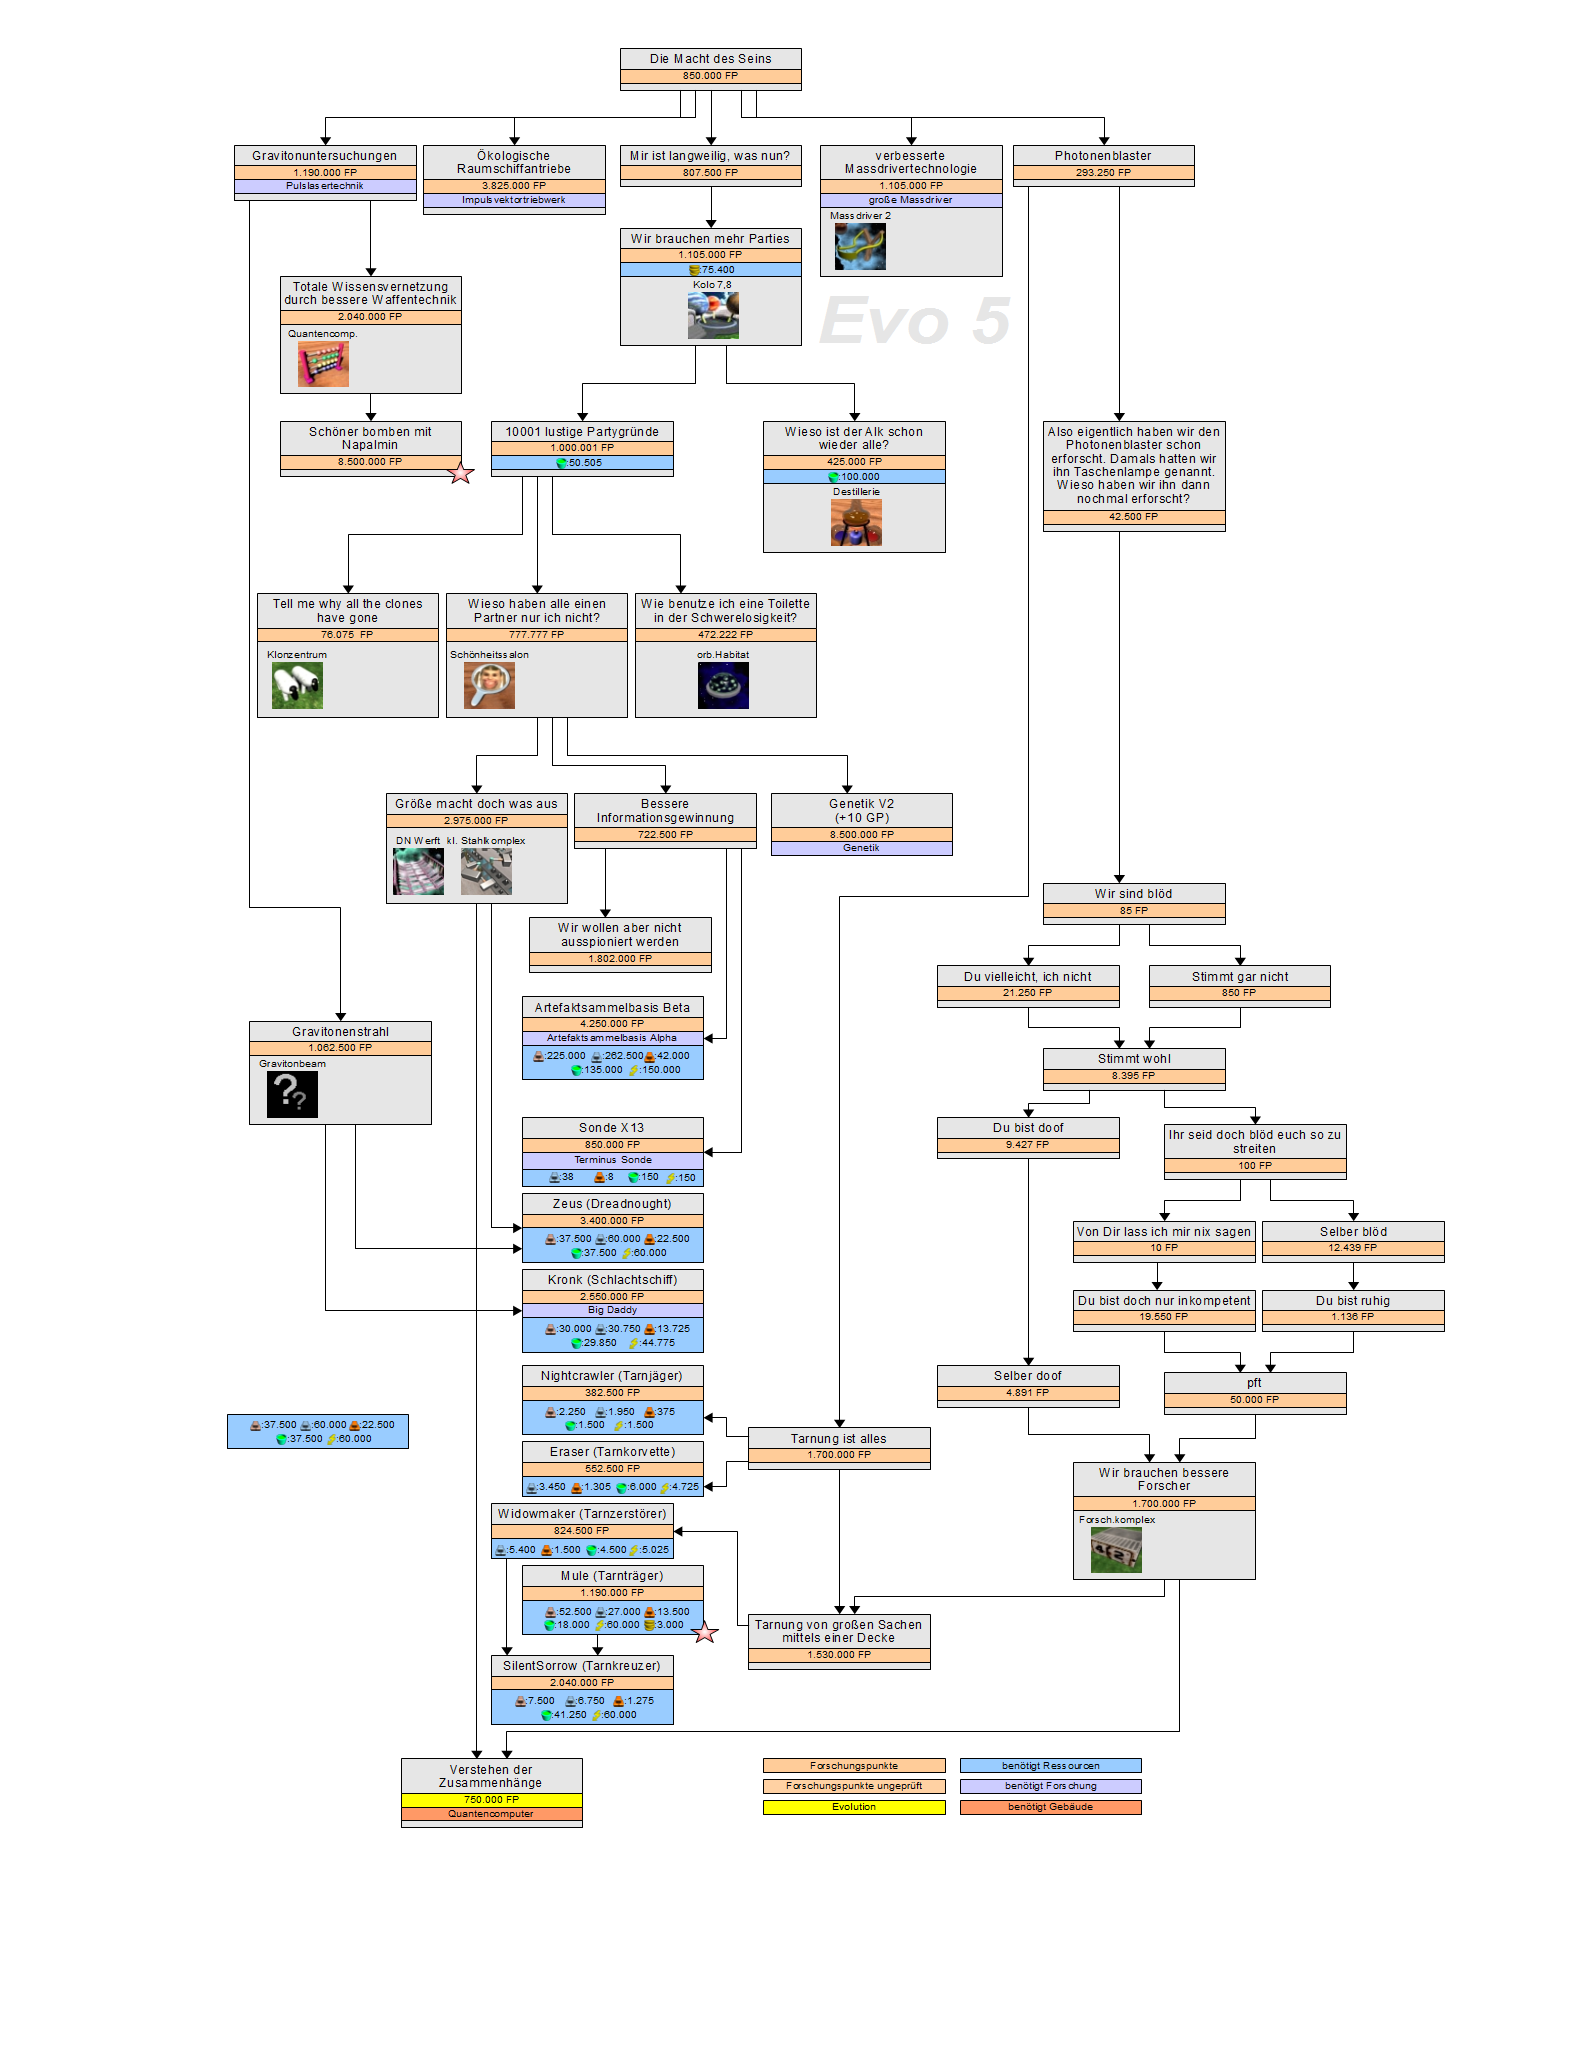 Die Macht des Seins
850.000 FP
Gravitonuntersuchungen
1.190.000 FP
Pulslasertechnik
Ökologische
Raumschiffantriebe
3.825.000 FP
Impulsvektortriebwerk
Mir ist langweilig, was nun?
807.500 FP
verbesserte
Massdrivertechnologie
1.105.000 FP
große Massdriver
Massdriver 2
Photonenblaster
293.250 FP
Wir brauchen mehr Parties
1.105.000 FP
:75.400
Kolo 7,8
Evo 5
Totale Wissensvernetzung
durch bessere Waffentechnik
2.040.000 FP
Quantencomp.
Schöner bomben mit
Napalmin
8.500.000 FP
10001 lustige Partygründe
1.000.001 FP
:50.505
Wieso ist der Alk schon
wieder alle?
425.000 FP
:100.000
Destillerie
Also eigentlich haben wir den
Photonenblaster schon
erforscht. Damals hatten wir
ihn Taschenlampe genannt.
Wieso haben wir ihn dann
nochmal erforscht?
42.500 FP
Tell me why all the clones
have gone
76.075 FP
Klonzentrum
Wieso haben alle einen
Partner nur ich nicht?
777.777 FP
Schönheitssalon
Wie benutze ich eine Toilette
in der Schwerelosigkeit?
472.222 FP
orb.Habitat
Größe macht doch was aus
2.975.000 FP
DN Werft kl. Stahlkomplex
Bessere
Informationsgewinnung
722.500 FP
Genetik V2
(+10 GP)
8.500.000 FP
Genetik
Wir sind blöd
85 FP
Wir wollen aber nicht
ausspioniert werden
1.802.000 FP
Du vielleicht, ich nicht
21.250 FP
Stimmt gar nicht
850 FP
Artefaktsammelbasis Beta
4.250.000 FP
Artefaktsammelbasis Alpha
:225.000 :262.500 :42.000
:135.000 :150.000
Gravitonenstrahl
1.062.500 FP
Gravitonbeam
? ?
Stimmt wohl
8.395 FP
Sonde X13
850.000 FP
Terminus Sonde
:38 :8 :150 :150
Du bist doof
9.427 FP
Ihr seid doch blöd euch so zu
streiten
100 FP
Zeus (Dreadnought)
3.400.000 FP
:37.500 :60.000 :22.500
:37.500 :60.000
Von Dir lass ich mir nix sagen
10 FP
Selber blöd
12.439 FP
Kronk (Schlachtschiff)
2.550.000 FP
Big Daddy
:30.000 :30.750 :13.725
:29.850 :44.775
Du bist doch nur inkompetent
19.550 FP
Du bist ruhig
1.136 FP
Nightcrawler (Tarnjäger)
382.500 FP
:2.250 :1.950 :375
:1.500 :1.500
Selber doof
4.891 FP
pft
50.000 FP
:37.500 :60.000 :22.500
:37.500 :60.000
Tarnung ist alles
1.700.000 FP
Eraser (Tarnkorvette)
552.500 FP
:3.450 :1.305 :6.000 :4.725
Wir brauchen bessere
Forscher
1.700.000 FP
Forsch.komplex
42
Widowmaker (Tarnzerstörer)
824.500 FP
:5.400 :1.500 :4.500 :5.025
Mule (Tarnträger)
1.190.000 FP
:52.500 :27.000 :13.500
:18.000 :60.000 :3.000
Tarnung von großen Sachen
mittels einer Decke
1.530.000 FP
SilentSorrow (Tarnkreuzer)
2.040.000 FP
:7.500 :6.750 :1.275
:41.250 :60.000
Verstehen der
Zusammenhänge
750.000 FP
Quantencomputer
Forschungspunkte
benötigt Ressourcen
Forschungspunkte ungeprüft
benötigt Forschung
Evolution
benötigt Gebäude